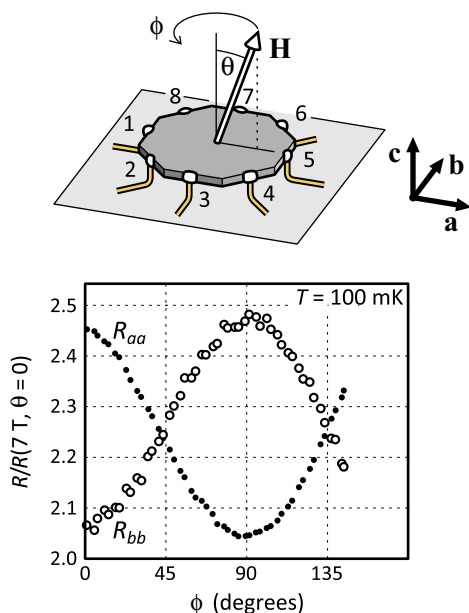 ϕ
θ
H
8 7 6
1
2 5
3 4
c
b
a
T = 100 mK
2.5
R_aa
2.4
R/R(7 T, θ = 0)
2.3
2.2
2.1
R_bb
2.0
0 45 90 135
ϕ (degrees)